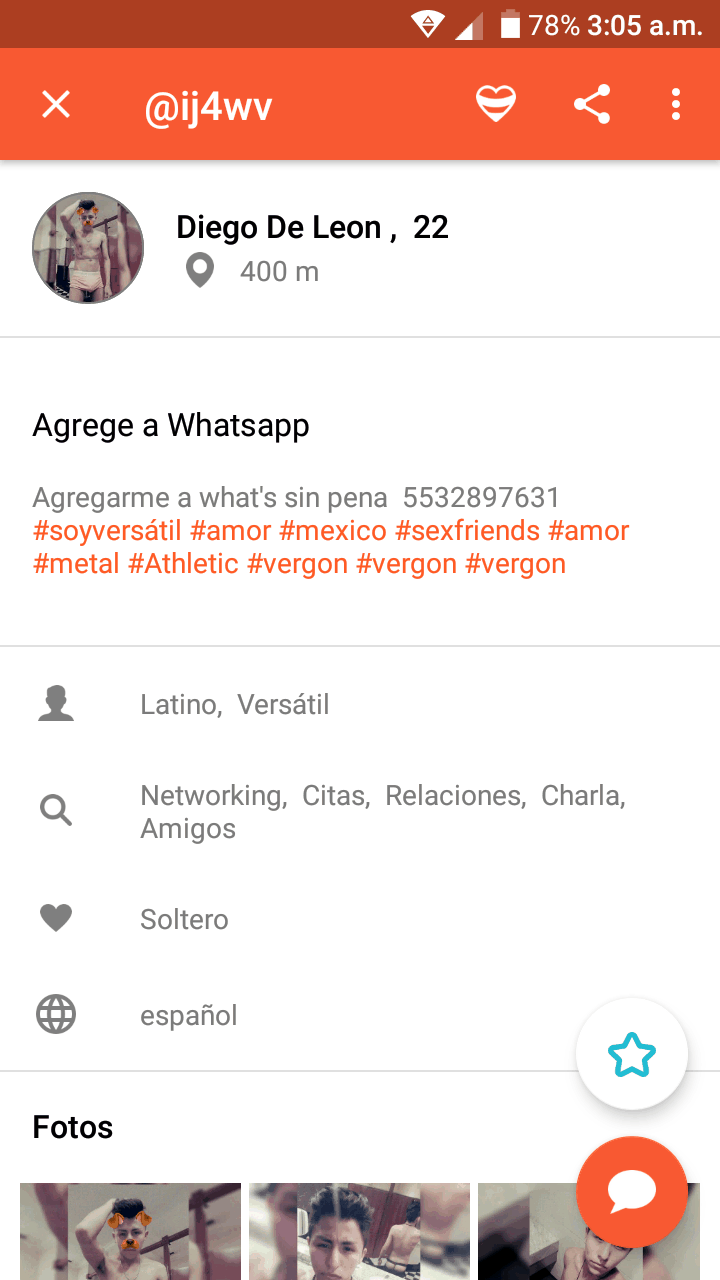 78% 3:05 a.m.
@ij4wv
Diego De Leon , 22
400 m
Agrege a Whatsapp
Agregarme a what's sin pena 5532897631
#soyversátil #amor #mexico #sexfriends #amor
#metal #Athletic #vergon #vergon #vergon
Latino, Versátil
Networking, Citas, Relaciones, Charla,
Amigos
Soltero
español
Fotos